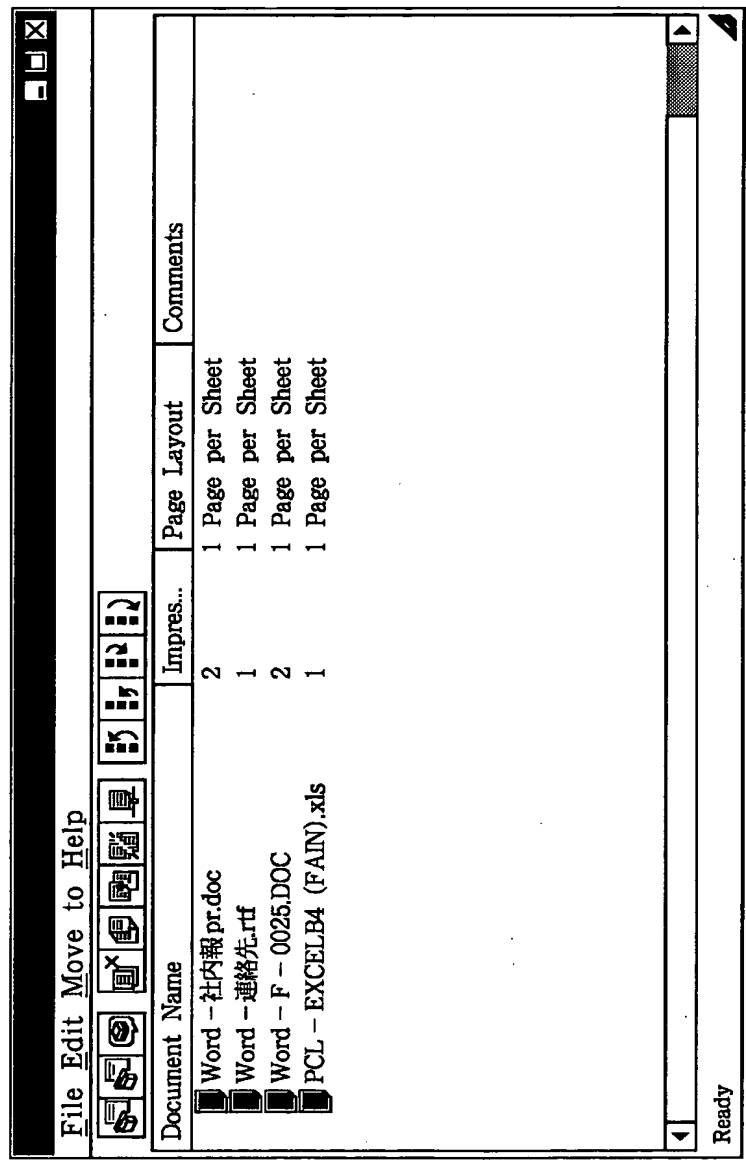 File Edit Move to Help
Document Name Impres... Page Layout Comments
Word－社内報pr.doc 2 1 Page per Sheet
Word－連絡先.rtf 1 1 Page per Sheet
Word－F－0025.DOC 2 1 Page per Sheet
PCL－EXCELB4 (FAIN).xls 1 1 Page per Sheet
Ready